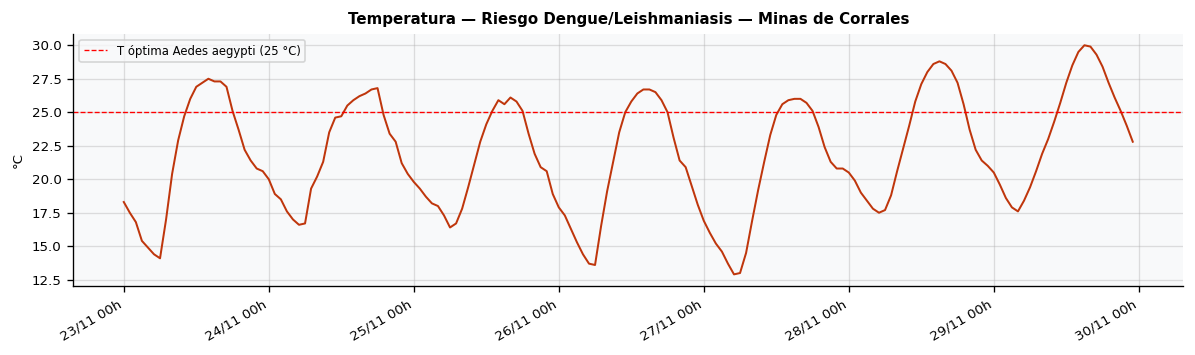 Temperatura — Riesgo Dengue/Leishmaniasis — Minas de Corrales
T óptima Aedes aegypti (25 °C)
°C
30.0
27.5
25.0
22.5
20.0
17.5
15.0
12.5
23/11 00h
24/11 00h
25/11 00h
26/11 00h
27/11 00h
28/11 00h
29/11 00h
30/11 00h